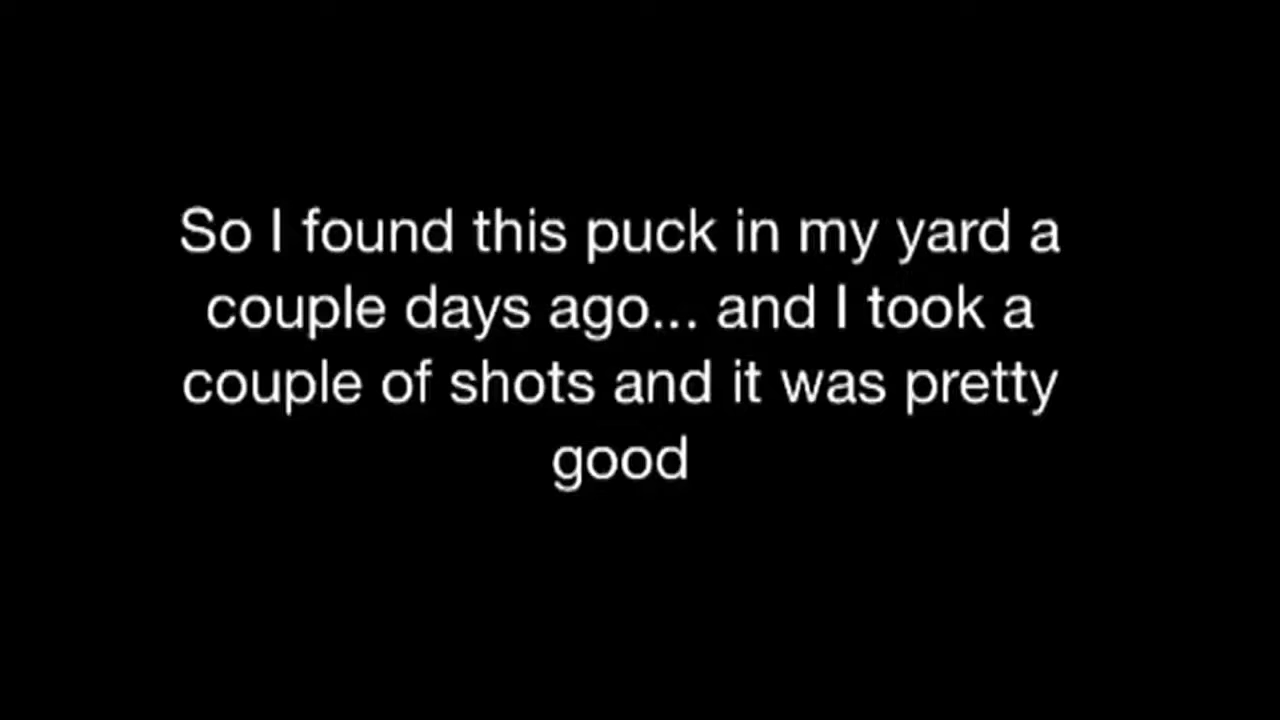 So I found this puck in my yard a
couple days ago... and I took a
couple of shots and it was pretty
good